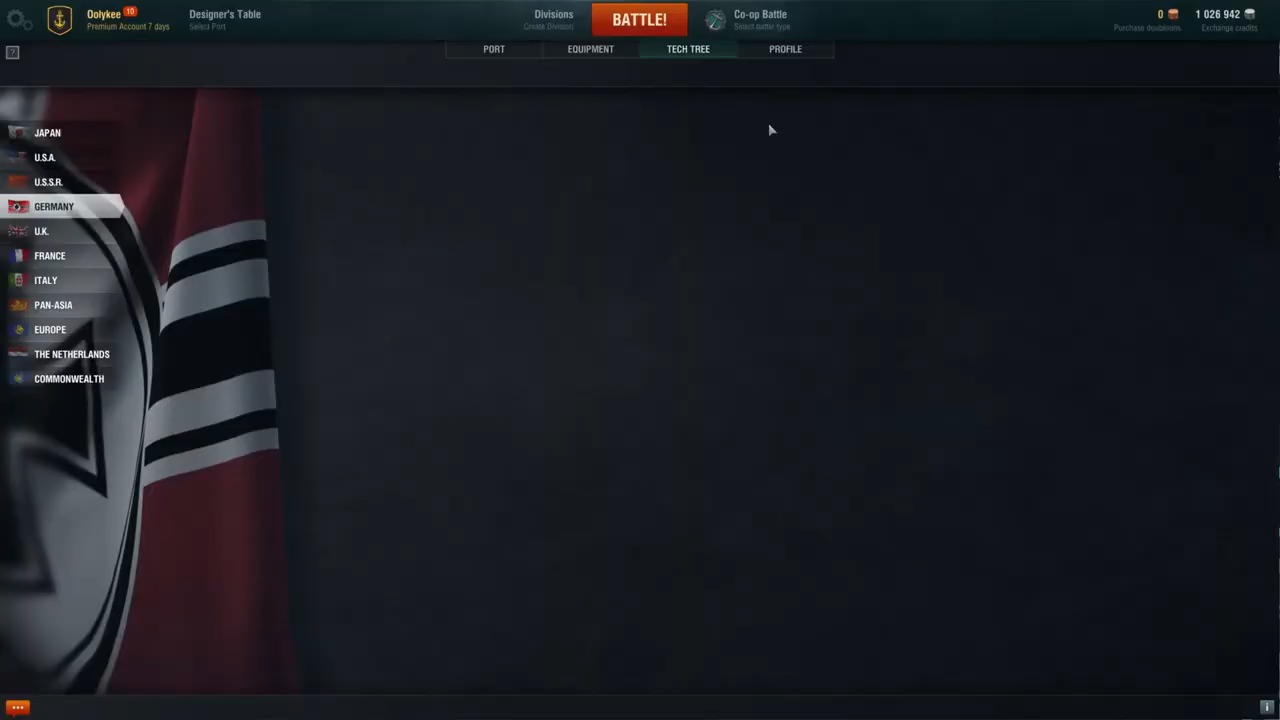 Oolykee 10
Premium Account 7 days
Designer's Table
Select Port
Divisions
Create Division
BATTLE!
Co-op Battle
Select battle type
0
Purchase doubloons
1 026 942
Exchange credits
?
PORT
EQUIPMENT
TECH TREE
PROFILE
JAPAN
U.S.A.
U.S.S.R.
GERMANY
U.K.
FRANCE
ITALY
PAN-ASIA
EUROPE
THE NETHERLANDS
COMMONWEALTH